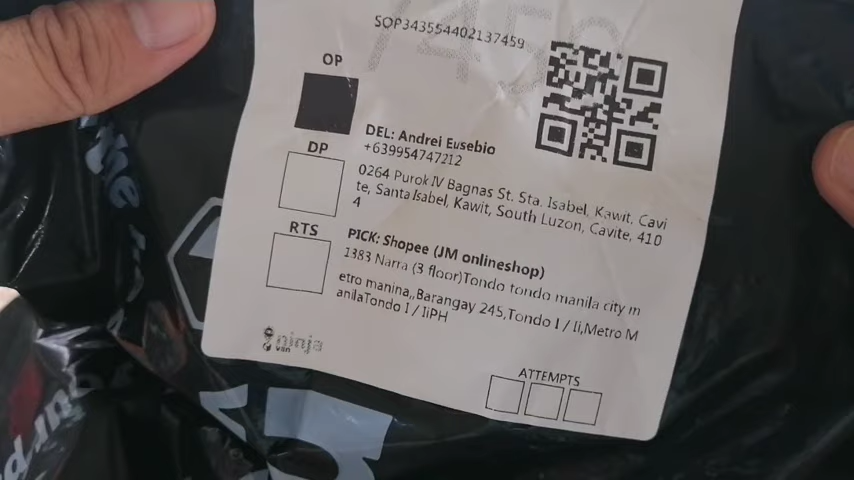 SOP343554402137459
OP
DEL: Andrei Eusebio
+639954747212
DP
0264 Purok IV Bagnas St. Sta. Isabel, Kawit, Cavi
te, Santa Isabel, Kawit, South Luzon, Cavite, 410
4
RTS
PICK: Shopee (JM onlineshop)
1383 Narra (3 floor)Tondo tondo manila city m
etro manina,,Barangay 245,Tondo I / Ii,Metro M
anilaTondo I / IiPH
ninja
van
ATTEMPTS